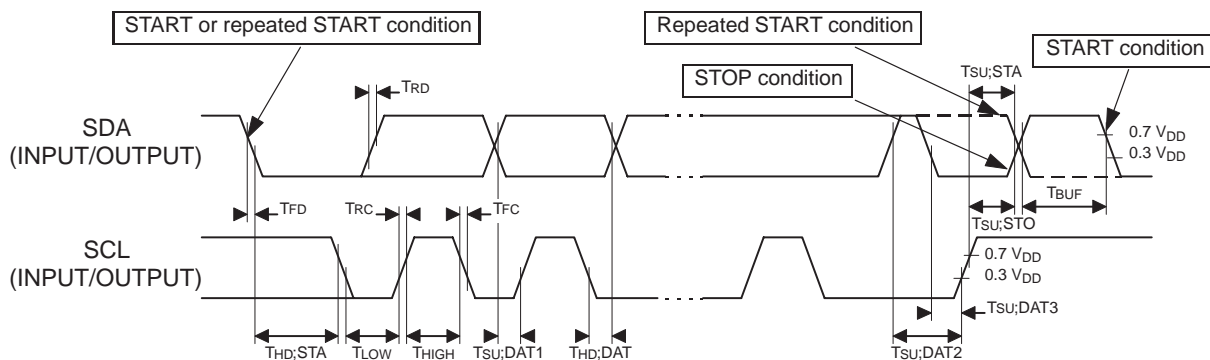 START or repeated START condition
Repeated START condition
START condition
STOP condition
TSU;STA
TRD
SDA
(INPUT/OUTPUT)
0.7 VDD
0.3 VDD
TFD
TRC
TFC
TBUF
TSU;STO
SCL
(INPUT/OUTPUT)
0.7 VDD
0.3 VDD
TSU;DAT3
THD;STA
TLOW
THIGH
TSU;DAT1
THD;DAT
TSU;DAT2